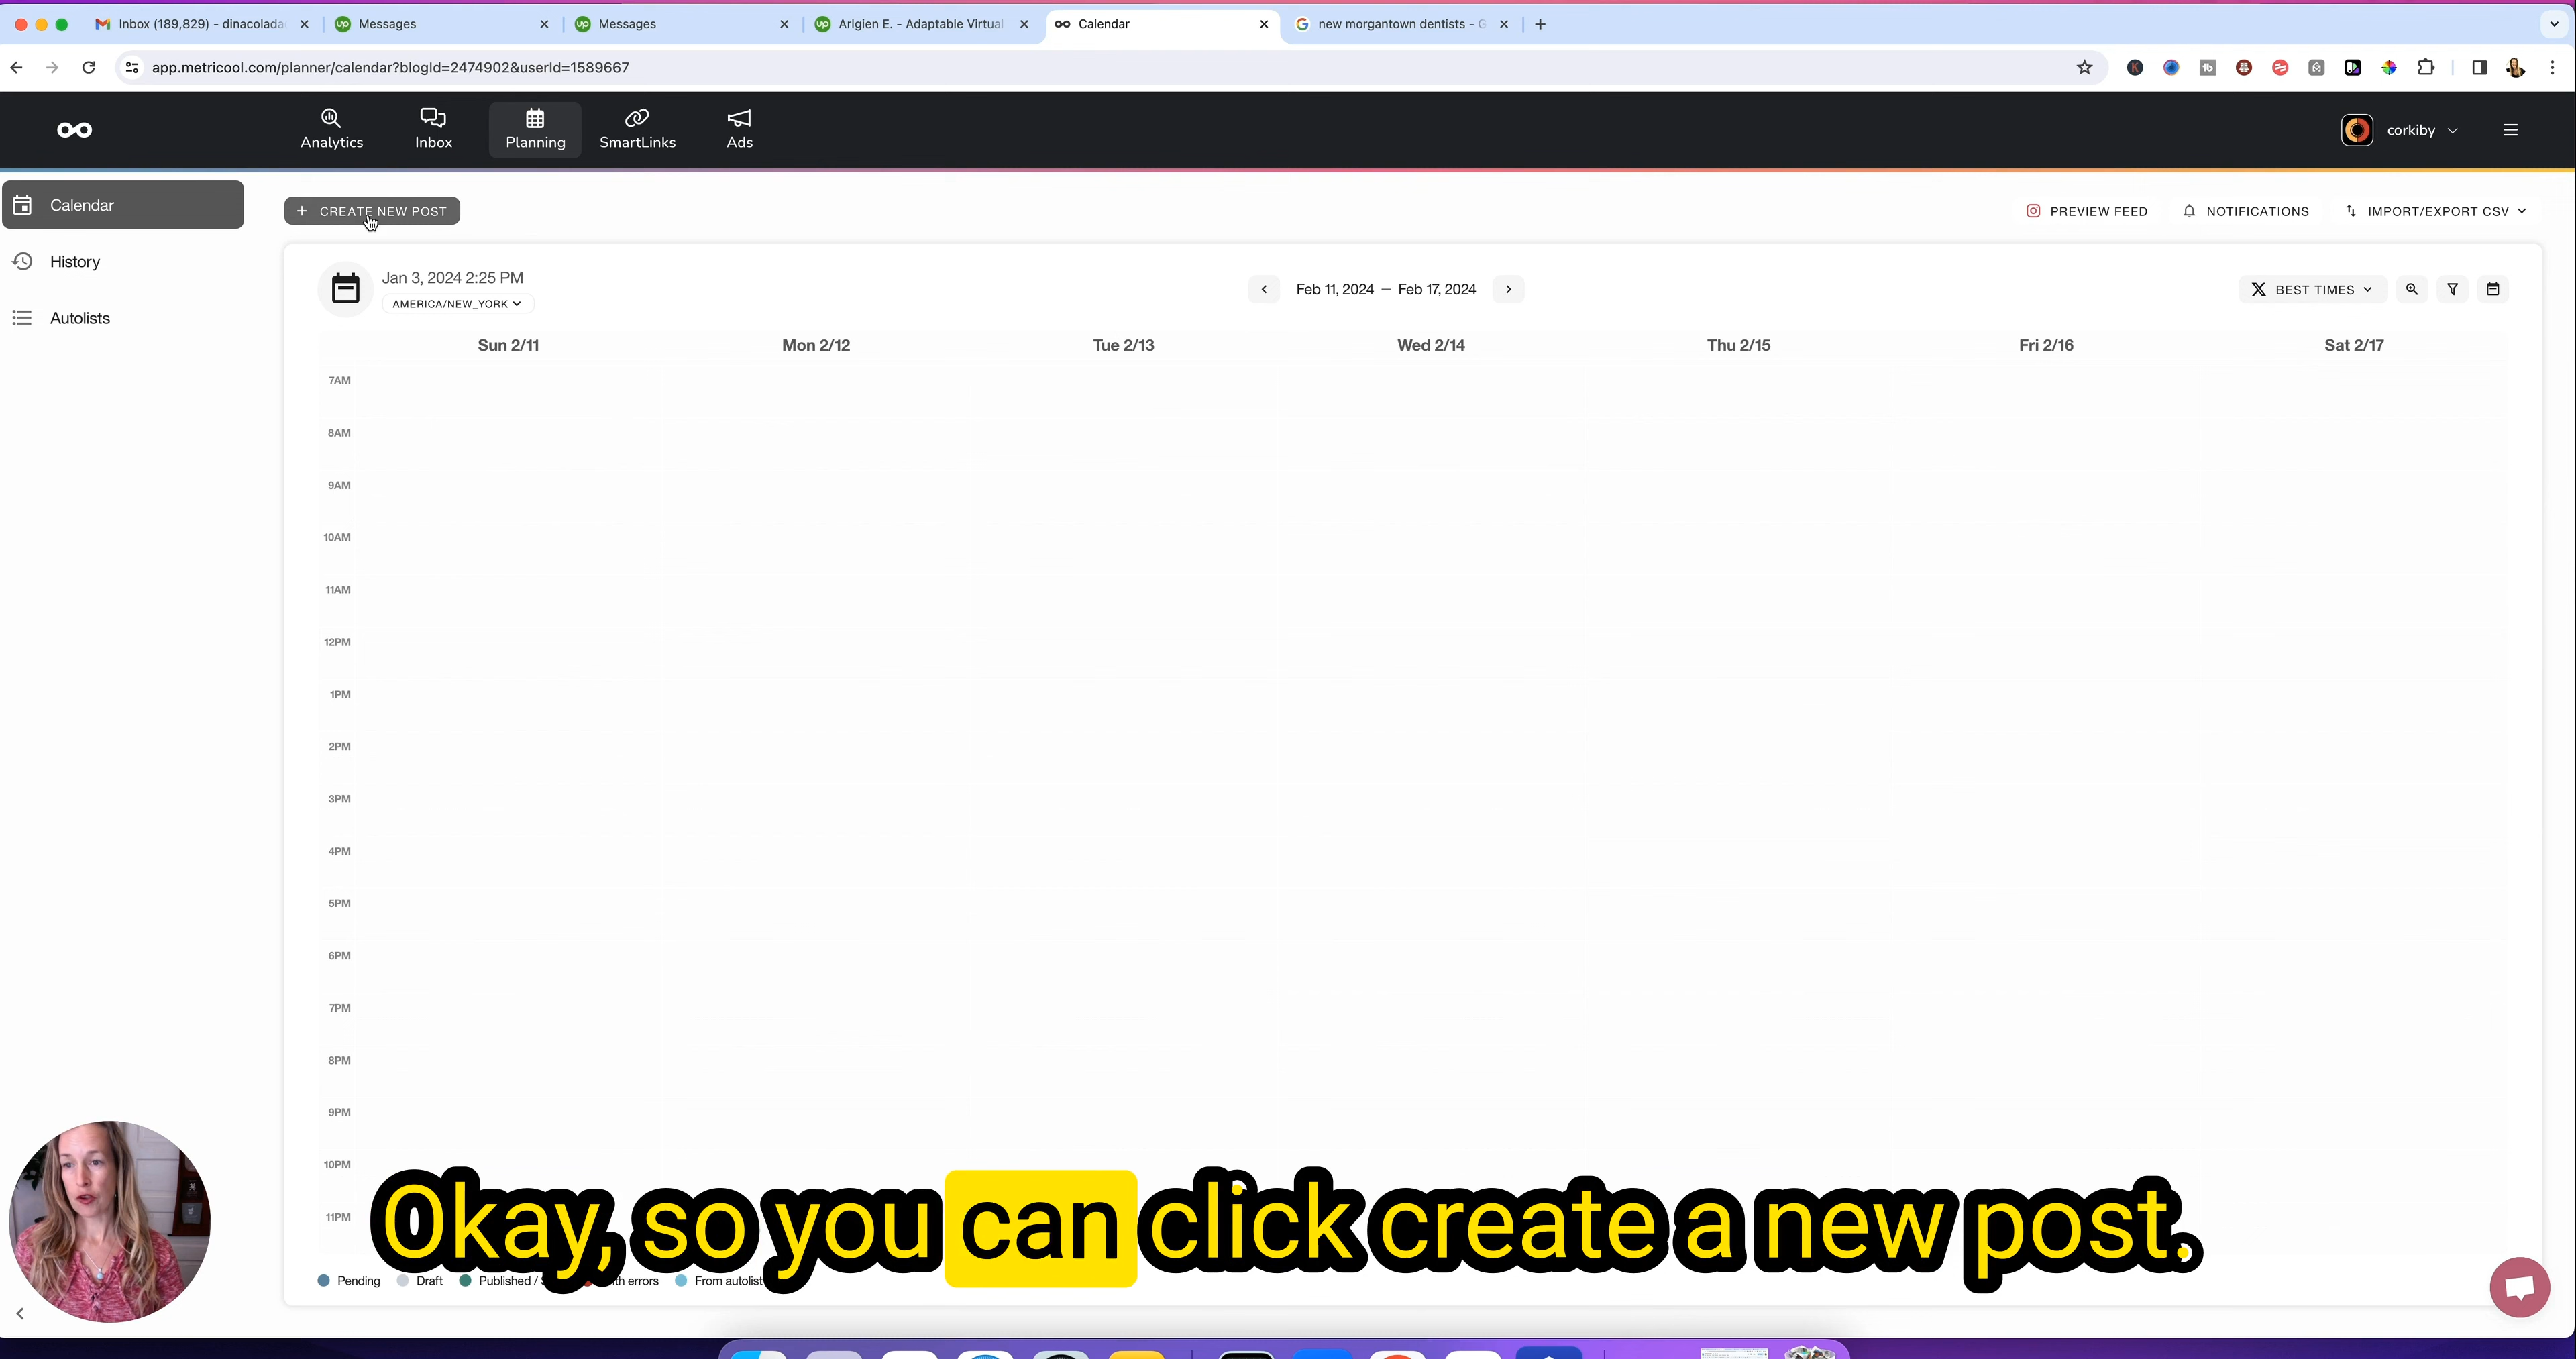 Inbox (189,829) - dinacolada
Messages
Messages
Arlgien E. - Adaptable Virtual
Calendar
new morgantown dentists - G
app.metricool.com/planner/calendar?blogId=2474902&userId=1589667
Analytics
Inbox
Planning
SmartLinks
Ads
corkiby
Calendar
History
Autolists
+ CREATE NEW POST
PREVIEW FEED
NOTIFICATIONS
IMPORT/EXPORT CSV
Jan 3, 2024 2:25 PM
AMERICA/NEW_YORK
Feb 11, 2024 – Feb 17, 2024
BEST TIMES
Sun 2/11 Mon 2/12 Tue 2/13 Wed 2/14 Thu 2/15 Fri 2/16 Sat 2/17
7AM
8AM
9AM
10AM
11AM
12PM
1PM
2PM
3PM
4PM
5PM
6PM
7PM
8PM
9PM
10PM
11PM
Okay, so you can click create a new post.
Pending Draft Published / errors From autolist